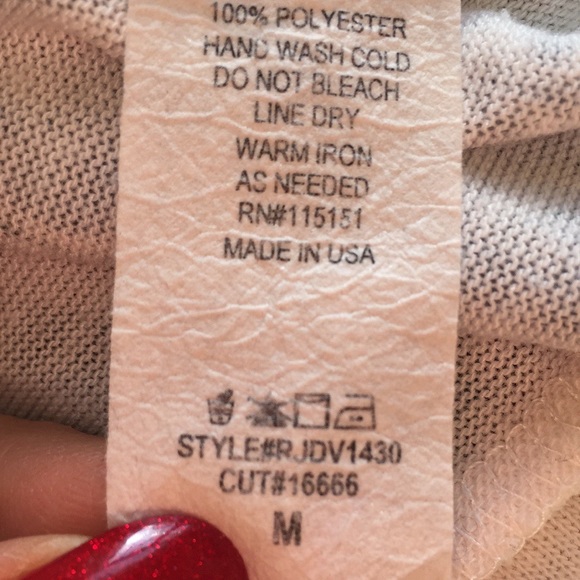 100% POLYESTER
HAND WASH COLD
DO NOT BLEACH
LINE DRY
WARM IRON
AS NEEDED
RN#115151
MADE IN USA
STYLE#RJDV1430
CUT#16666
M